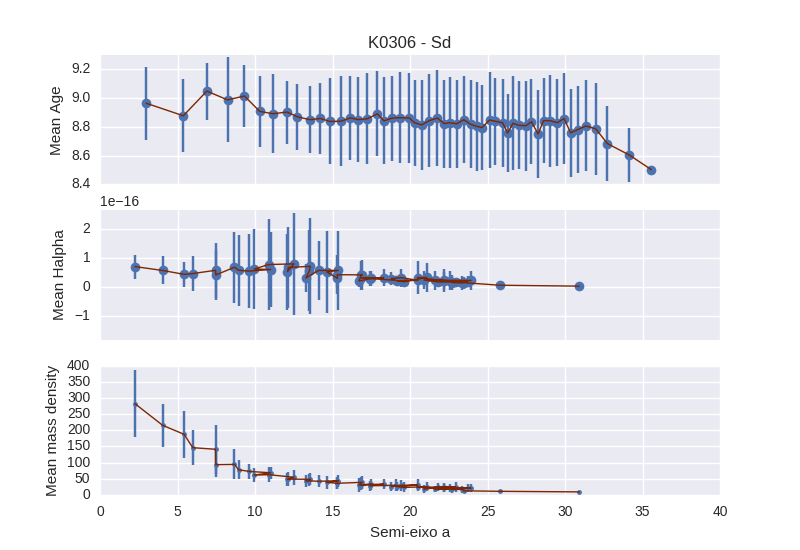 K0306 - Sd
9.2
9.0
8.8
8.6
8.4
Mean Age
1e−16
2
1
0
−1
Mean Halpha
400
350
300
250
200
150
100
50
0
Mean mass density
0 5 10 15 20 25 30 35 40
Semi-eixo a